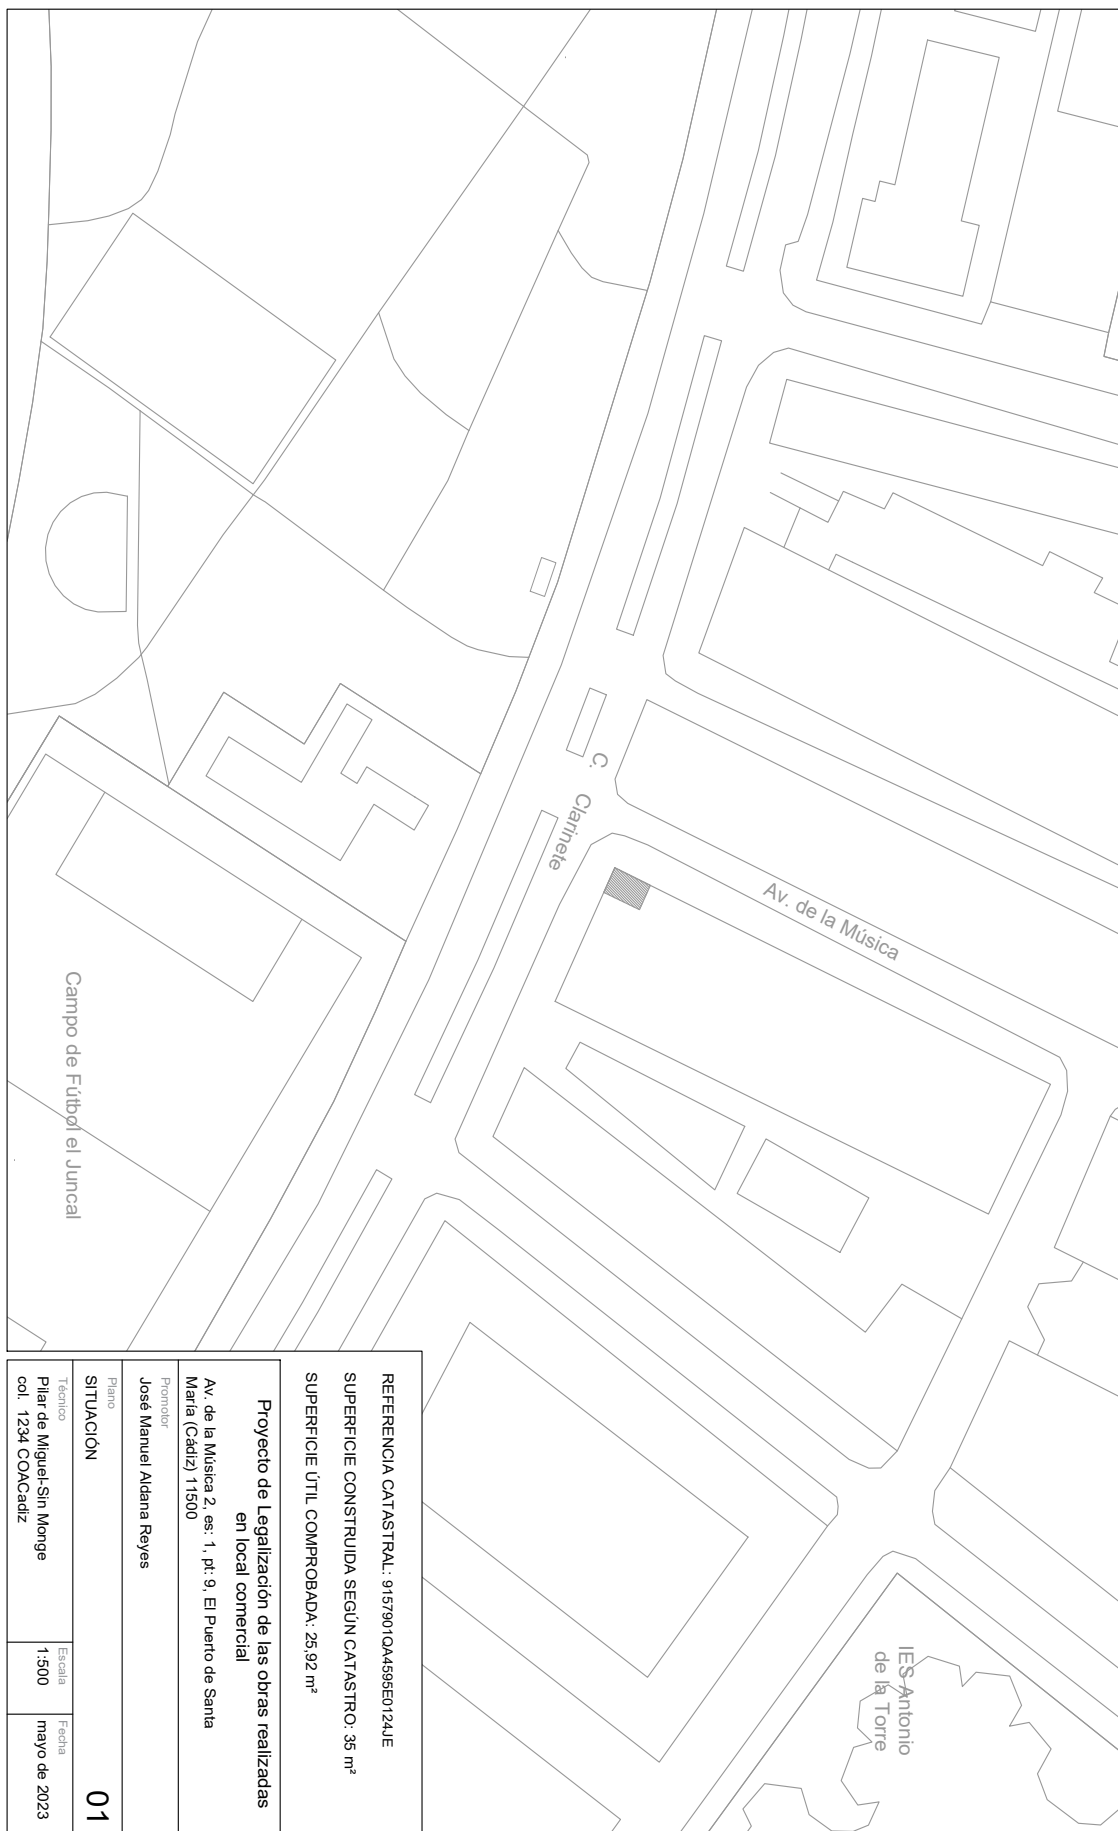 C. Clarinete
Av. de la Música
Campo de Fútbol el Juncal
IES Antonio
de la Torre
REFERENCIA CATASTRAL: 9157901QA4595E0124JE
SUPERFICIE CONSTRUIDA SEGÚN CATASTRO: 35 m²
SUPERFICIE ÚTIL COMPROBADA: 25,92 m²
Proyecto de Legalización de las obras realizadas
en local comercial
Av. de la Música 2, es: 1, pt: 9, El Puerto de Santa
María (Cádiz) 11500
Promotor
José Manuel Aldana Reyes
Plano
SITUACIÓN
01
Técnico
Pilar de Miguel-Sin Monge
col. 1234 COACadiz
Escala
1:500
Fecha
mayo de 2023